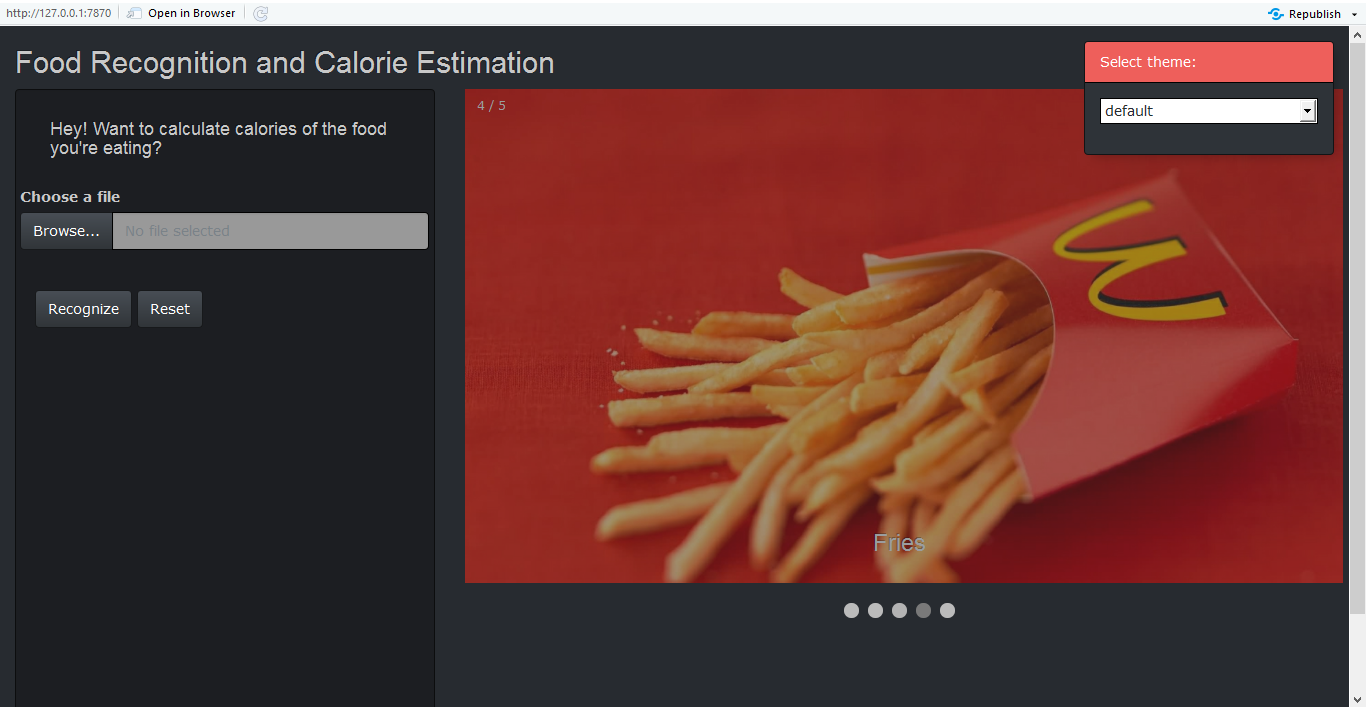 http://127.0.0.1:7870 Open in Browser Republish
Food Recognition and Calorie Estimation
Select theme:
default
Hey! Want to calculate calories of the food
you're eating?
Choose a file
Browse... No file selected
Recognize Reset
4 / 5
Fries